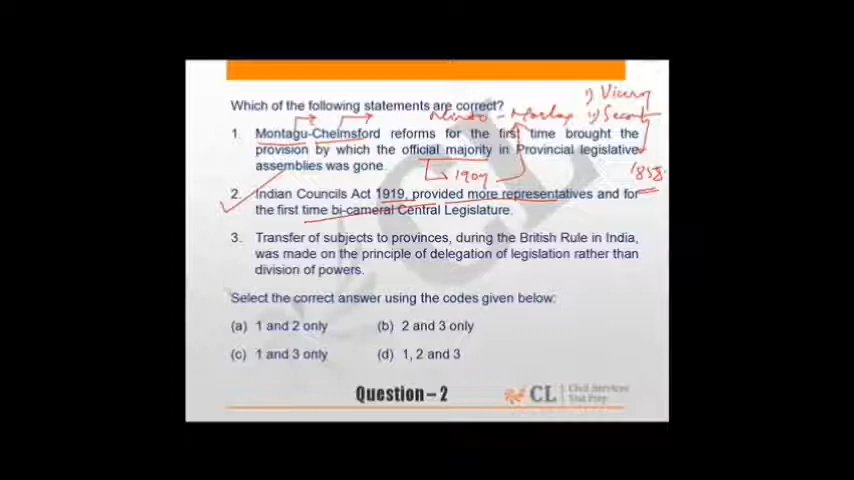 Which of the following statements are correct?
Minto - Morley
1) Viceroy
1. Montagu-Chelmsford reforms for the first time brought the
provision by which the official majority in Provincial legislative
assemblies was gone.
1909
1858
2. Indian Councils Act 1919, provided more representatives and for
the first time bi-cameral Central Legislature.
3. Transfer of subjects to provinces, during the British Rule in India,
was made on the principle of delegation of legislation rather than
division of powers.
Select the correct answer using the codes given below:
(a) 1 and 2 only (b) 2 and 3 only
(c) 1 and 3 only (d) 1, 2 and 3
Question – 2
CL Civil Services
Test Prep
CL